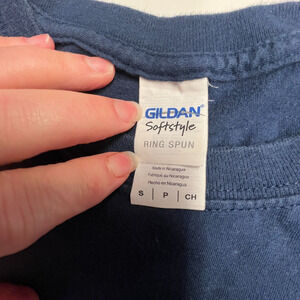 GILDAN®
Softstyle
RING SPUN
Made in Nicaragua
Fabriqué au Nicaragua
Hecho en Nicaragua
S | P | CH